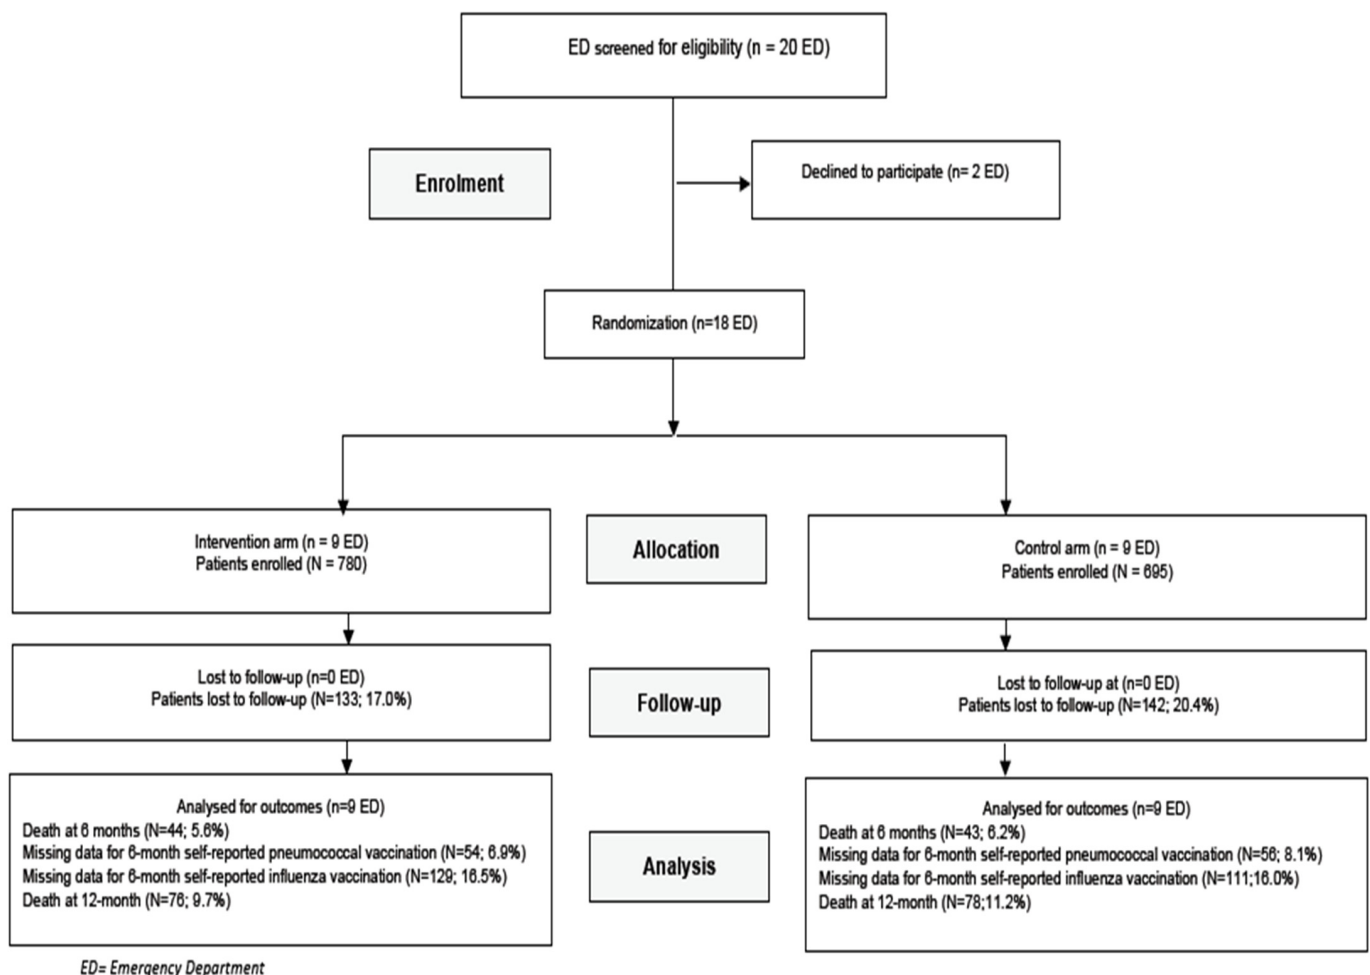 ED screened for eligibility (n = 20 ED)
Enrolment
Declined to participate (n= 2 ED)
Randomization (n=18 ED)
Intervention arm (n = 9 ED)
Patients enrolled (N = 780)
Allocation
Control arm (n = 9 ED)
Patients enrolled (N = 695)
Lost to follow-up (n=0 ED)
Patients lost to follow-up (N=133; 17.0%)
Follow-up
Lost to follow-up at (n=0 ED)
Patients lost to follow-up (N=142; 20.4%)
Analysed for outcomes (n=9 ED)
Death at 6 months (N=44; 5.6%)
Missing data for 6-month self-reported pneumococcal vaccination (N=54; 6.9%)
Missing data for 6-month self-reported influenza vaccination (N=129; 16.5%)
Death at 12-month (N=76; 9.7%)
Analysis
Analysed for outcomes (n=9 ED)
Death at 6 months (N=43; 6.2%)
Missing data for 6-month self-reported pneumococcal vaccination (N=56; 8.1%)
Missing data for 6-month self-reported influenza vaccination (N=111;16.0%)
Death at 12-month (N=78;11.2%)
ED= Emergency Department